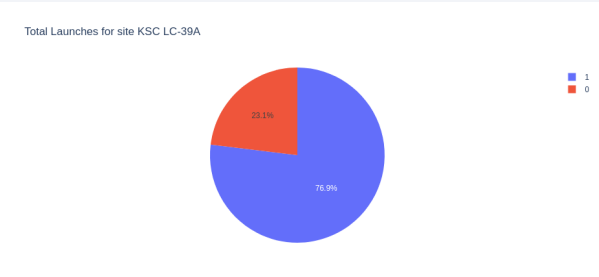 Total Launches for site KSC LC-39A
1
0
23.1%
76.9%